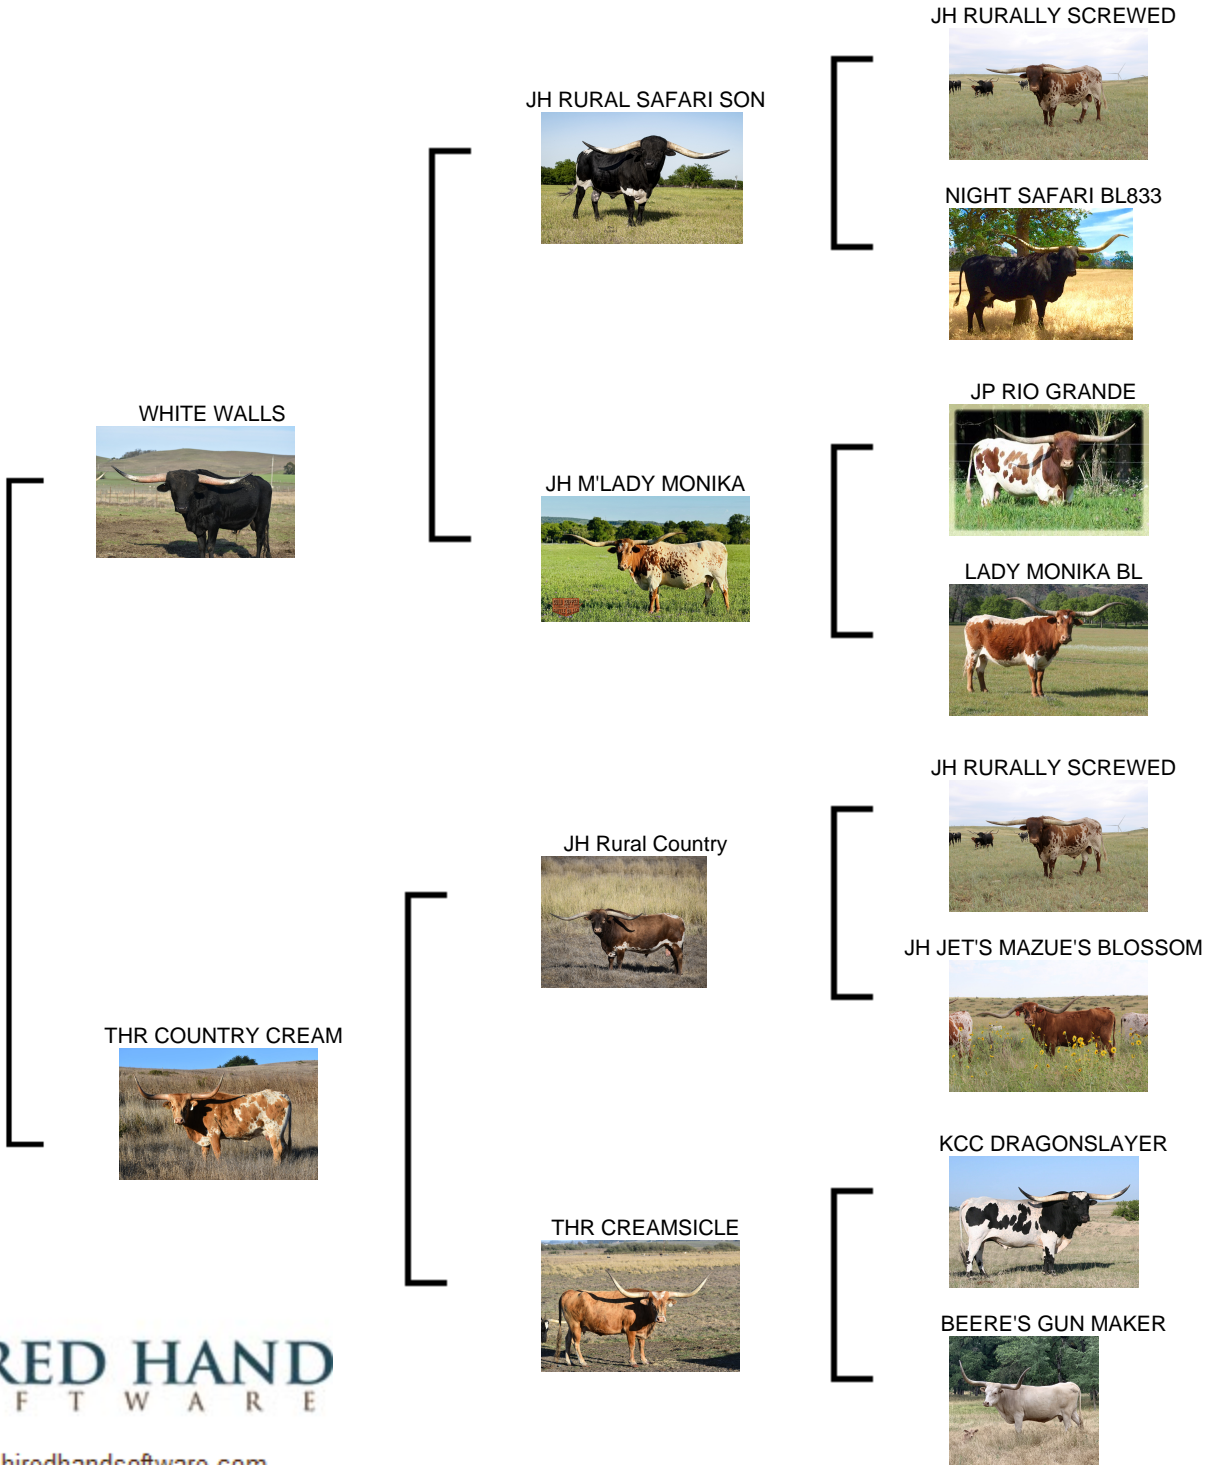 JH RURALLY SCREWED
JH RURAL SAFARI SON
NIGHT SAFARI BL833
JP RIO GRANDE
WHITE WALLS
JH M'LADY MONIKA
LADY MONIKA BL
JH RURALLY SCREWED
JH Rural Country
JH JET'S MAZUE'S BLOSSOM
THR COUNTRY CREAM
KCC DRAGONSLAYER
THR CREAMSICLE
BEERE'S GUN MAKER
RED HAND
F T W A R E
hiredhandsoftware.com